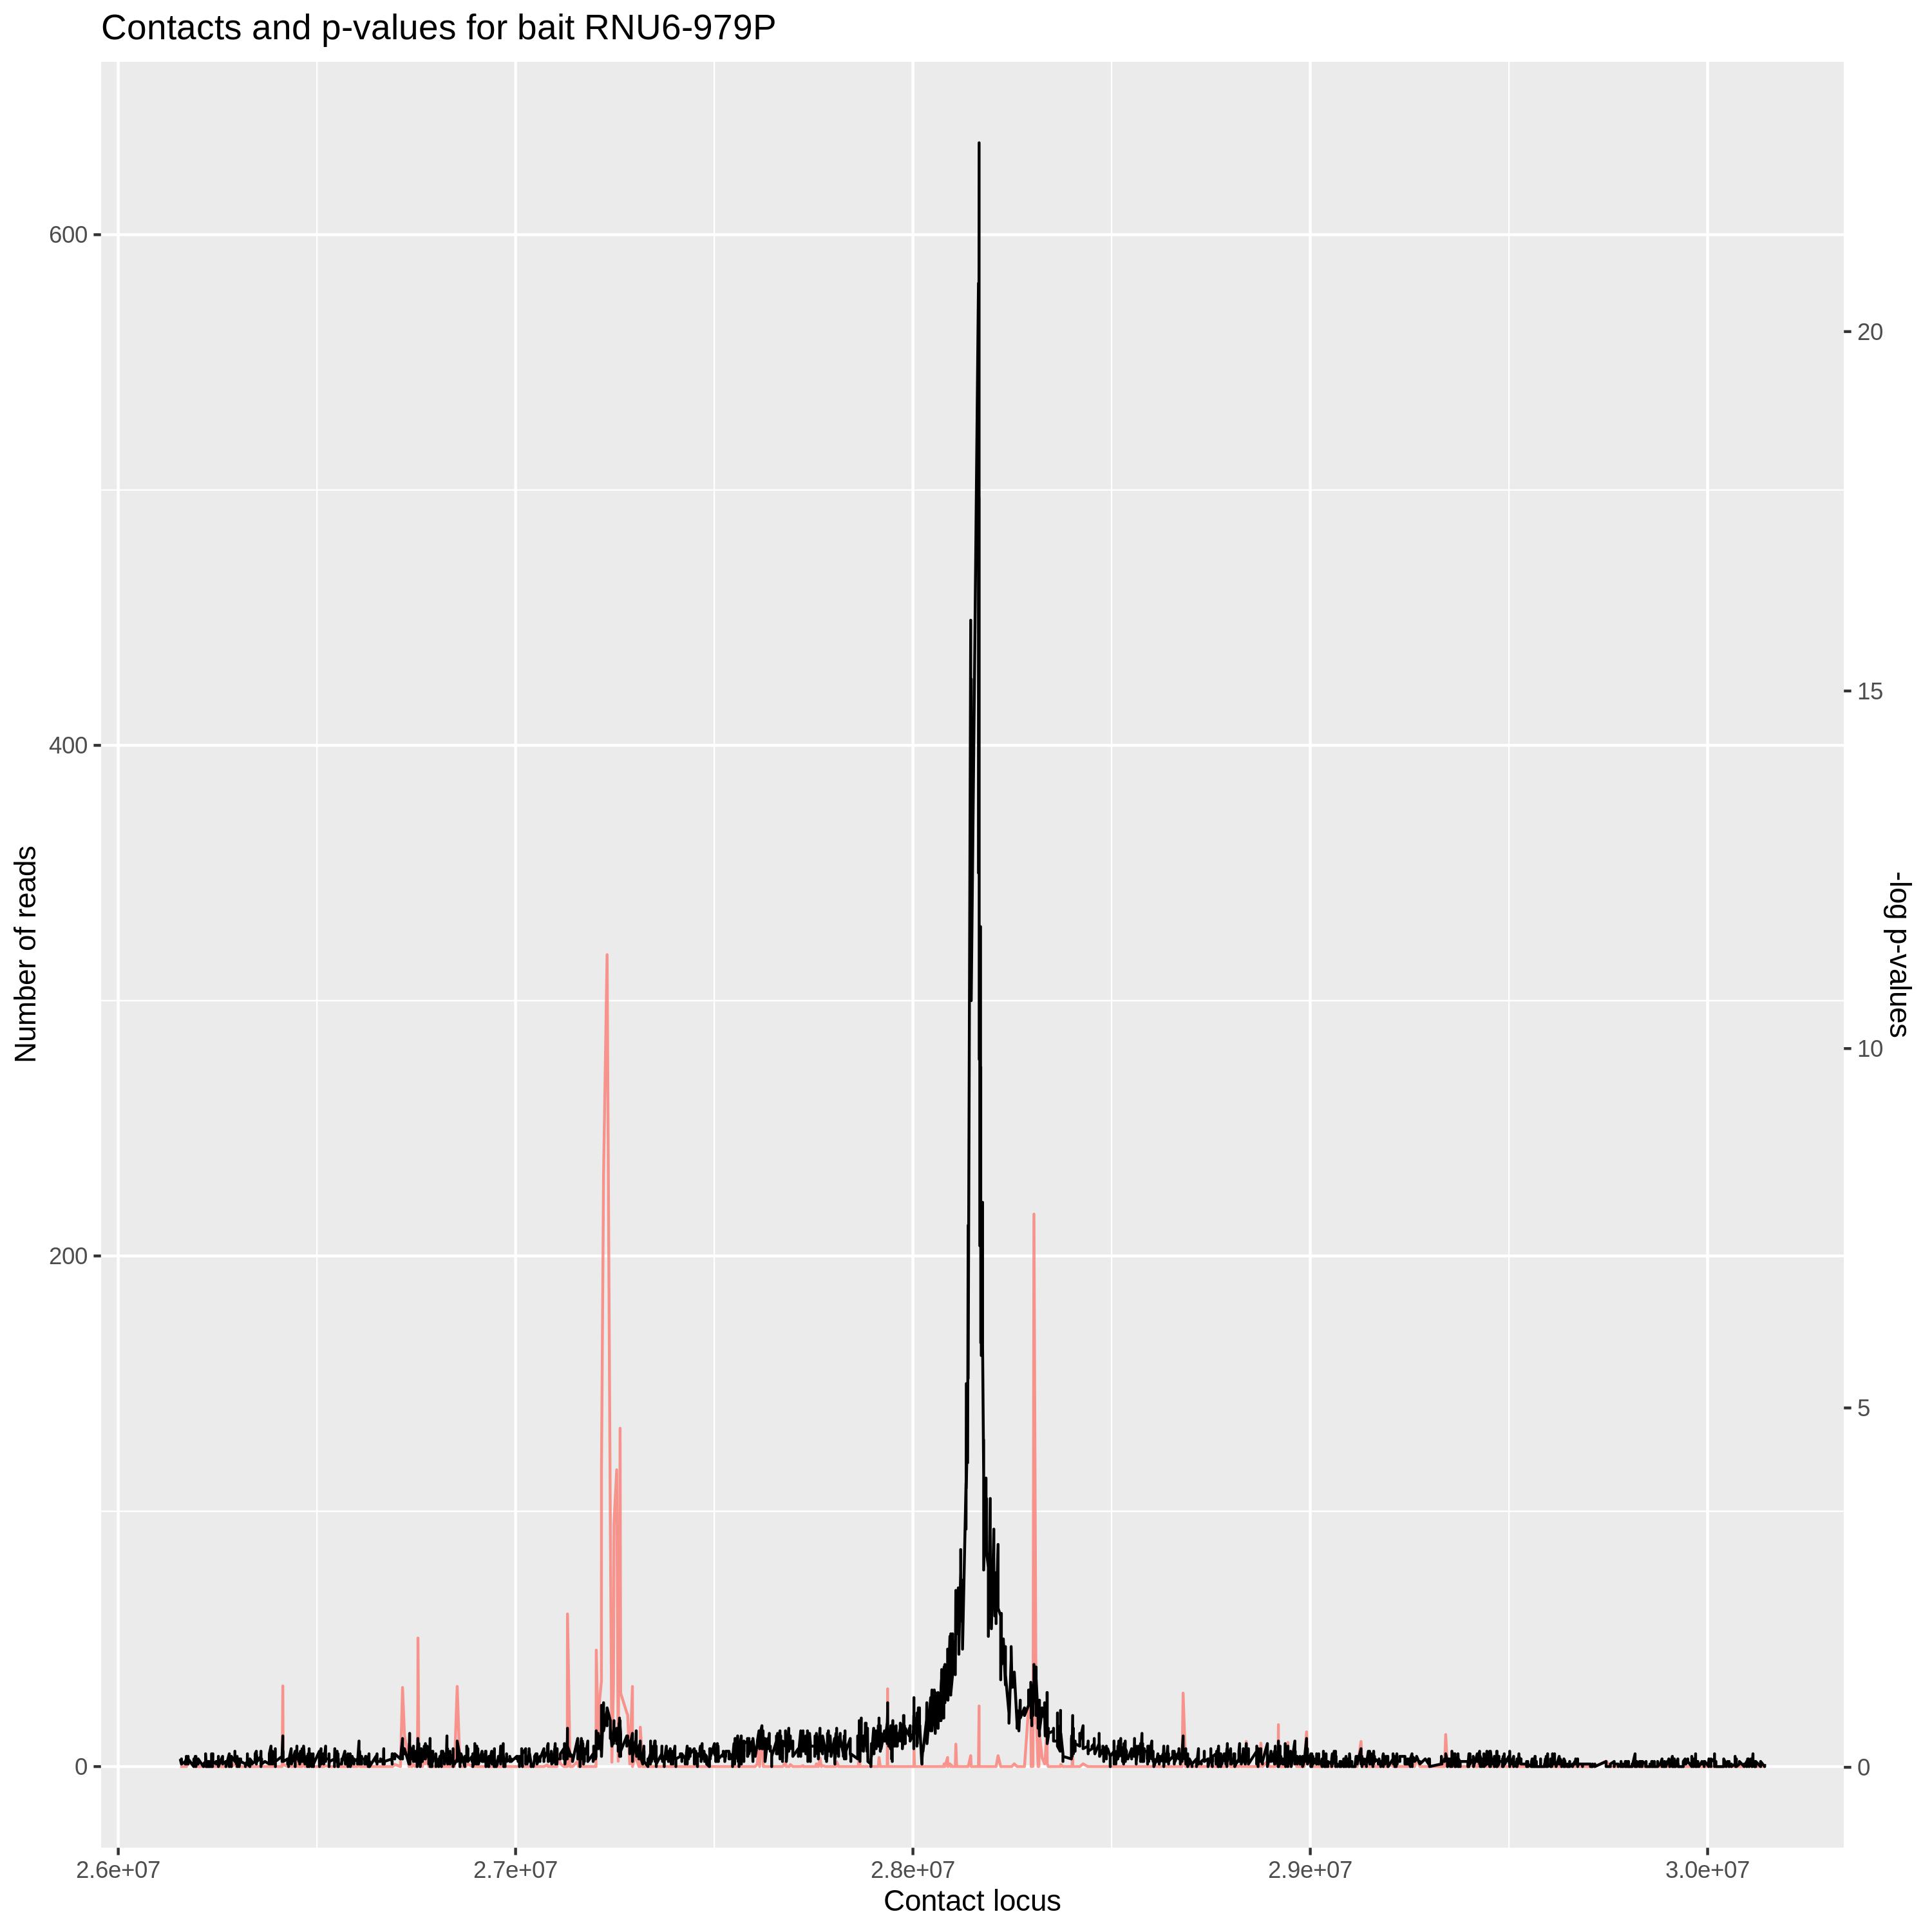 Contacts and p-values for bait RNU6-979P
600
400
200
0
Number of reads
20
15
10
5
0
-log p-values
2.6e+07
2.7e+07
2.8e+07
2.9e+07
3.0e+07
Contact locus